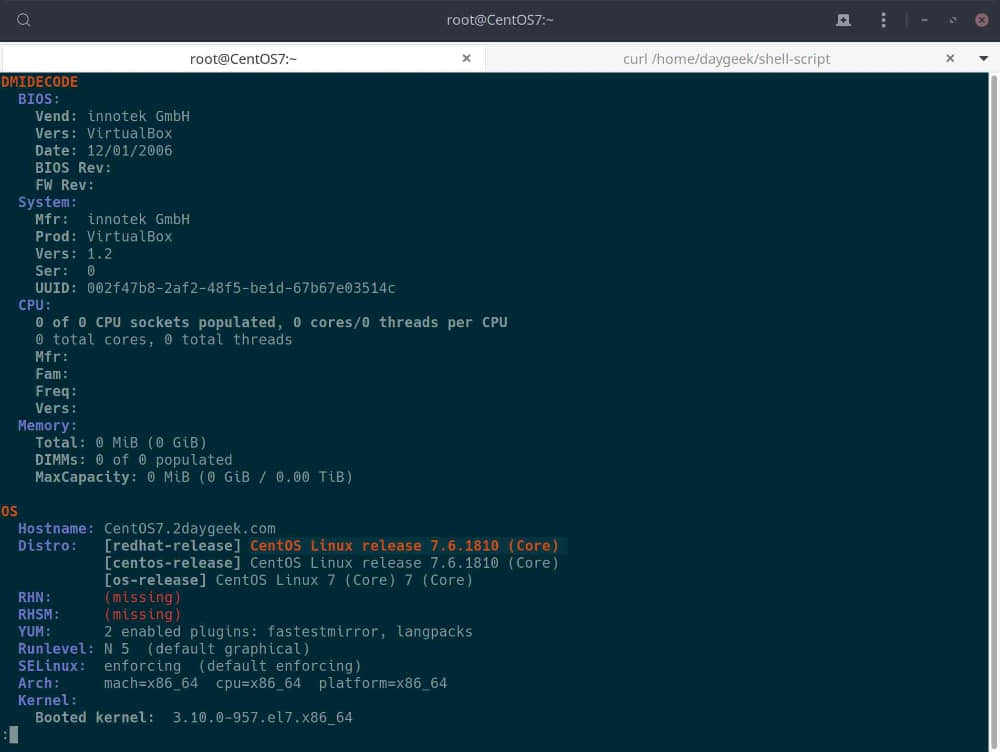 root@CentOS7:~
root@CentOS7:~
curl /home/daygeek/shell-script
DMIDECODE
  BIOS:
    Vend: innotek GmbH
    Vers: VirtualBox
    Date: 12/01/2006
    BIOS Rev:
    FW Rev:
  System:
    Mfr:  innotek GmbH
    Prod: VirtualBox
    Vers: 1.2
    Ser:  0
    UUID: 002f47b8-2af2-48f5-be1d-67b67e03514c
  CPU:
    0 of 0 CPU sockets populated, 0 cores/0 threads per CPU
    0 total cores, 0 total threads
    Mfr:
    Fam:
    Freq:
    Vers:
  Memory:
    Total: 0 MiB (0 GiB)
    DIMMs: 0 of 0 populated
    MaxCapacity: 0 MiB (0 GiB / 0.00 TiB)
OS
  Hostname: CentOS7.2daygeek.com
  Distro:   [redhat-release] CentOS Linux release 7.6.1810 (Core)
            [centos-release] CentOS Linux release 7.6.1810 (Core)
            [os-release] CentOS Linux 7 (Core) 7 (Core)
  RHN:      (missing)
  RHSM:     (missing)
  YUM:      2 enabled plugins: fastestmirror, langpacks
  Runlevel: N 5  (default graphical)
  SELinux:  enforcing  (default enforcing)
  Arch:     mach=x86_64  cpu=x86_64  platform=x86_64
  Kernel:
    Booted kernel:  3.10.0-957.el7.x86_64
: